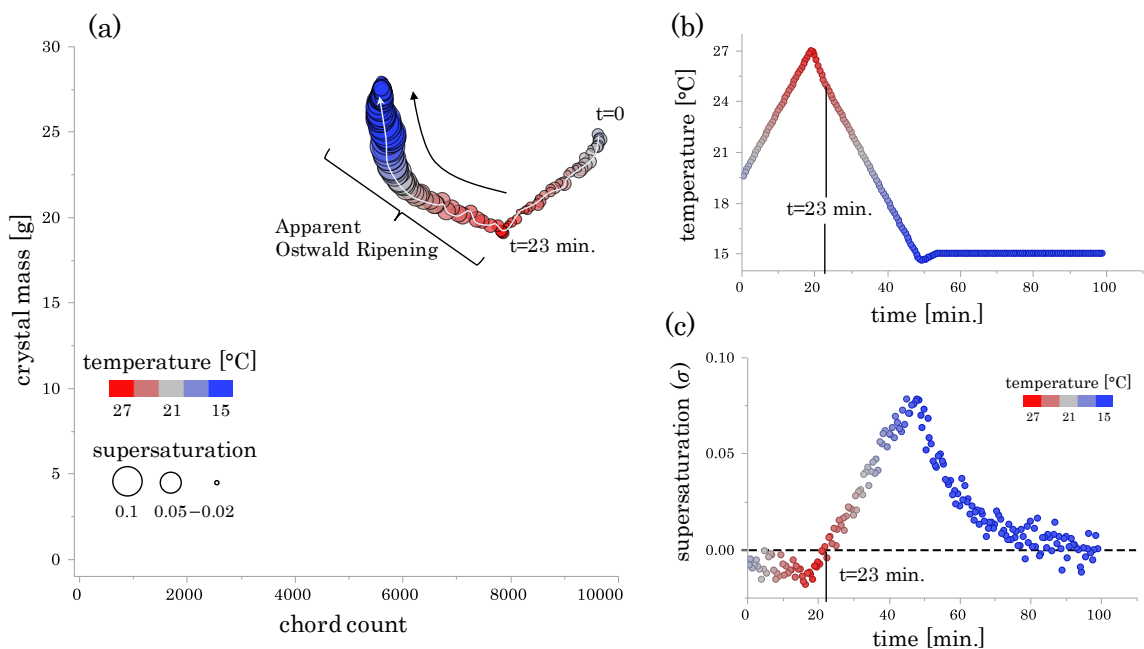 (a)
30
25
20
15
10
5
0
crystal mass [g]
0
2000
4000
6000
8000
10000
chord count
t=0
t=23 min.
Apparent
Ostwald Ripening
temperature [°C]
27
21
15
supersaturation
0.1
0.05
−0.02
(b)
27
24
21
18
15
temperature [°C]
t=23 min.
0
20
40
60
80
100
time [min.]
(c)
0.10
0.05
0.00
supersaturation (σ)
temperature [°C]
27
21
15
t=23 min.
0
20
40
60
80
100
time [min.]